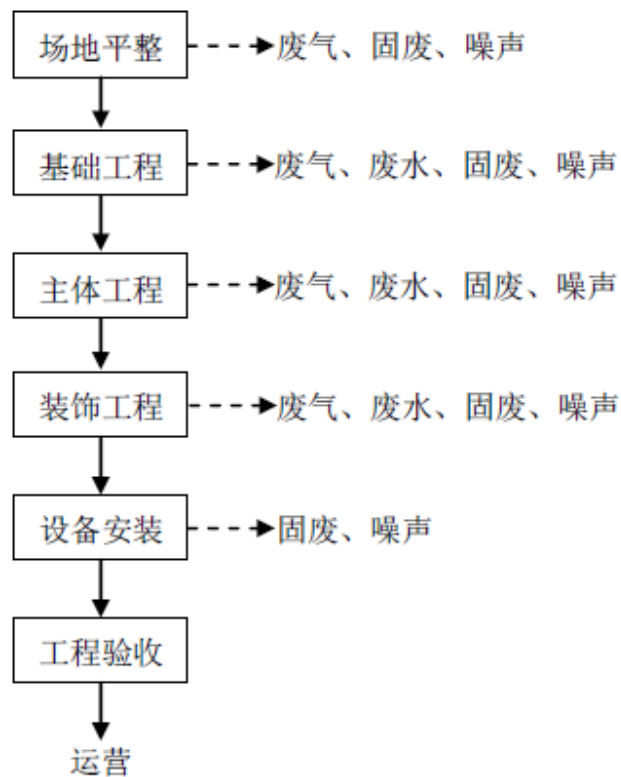 场地平整 废气、固废、噪声
基础工程 废气、废水、固废、噪声
主体工程 废气、废水、固废、噪声
装饰工程 废气、废水、固废、噪声
设备安装 固废、噪声
工程验收
运营